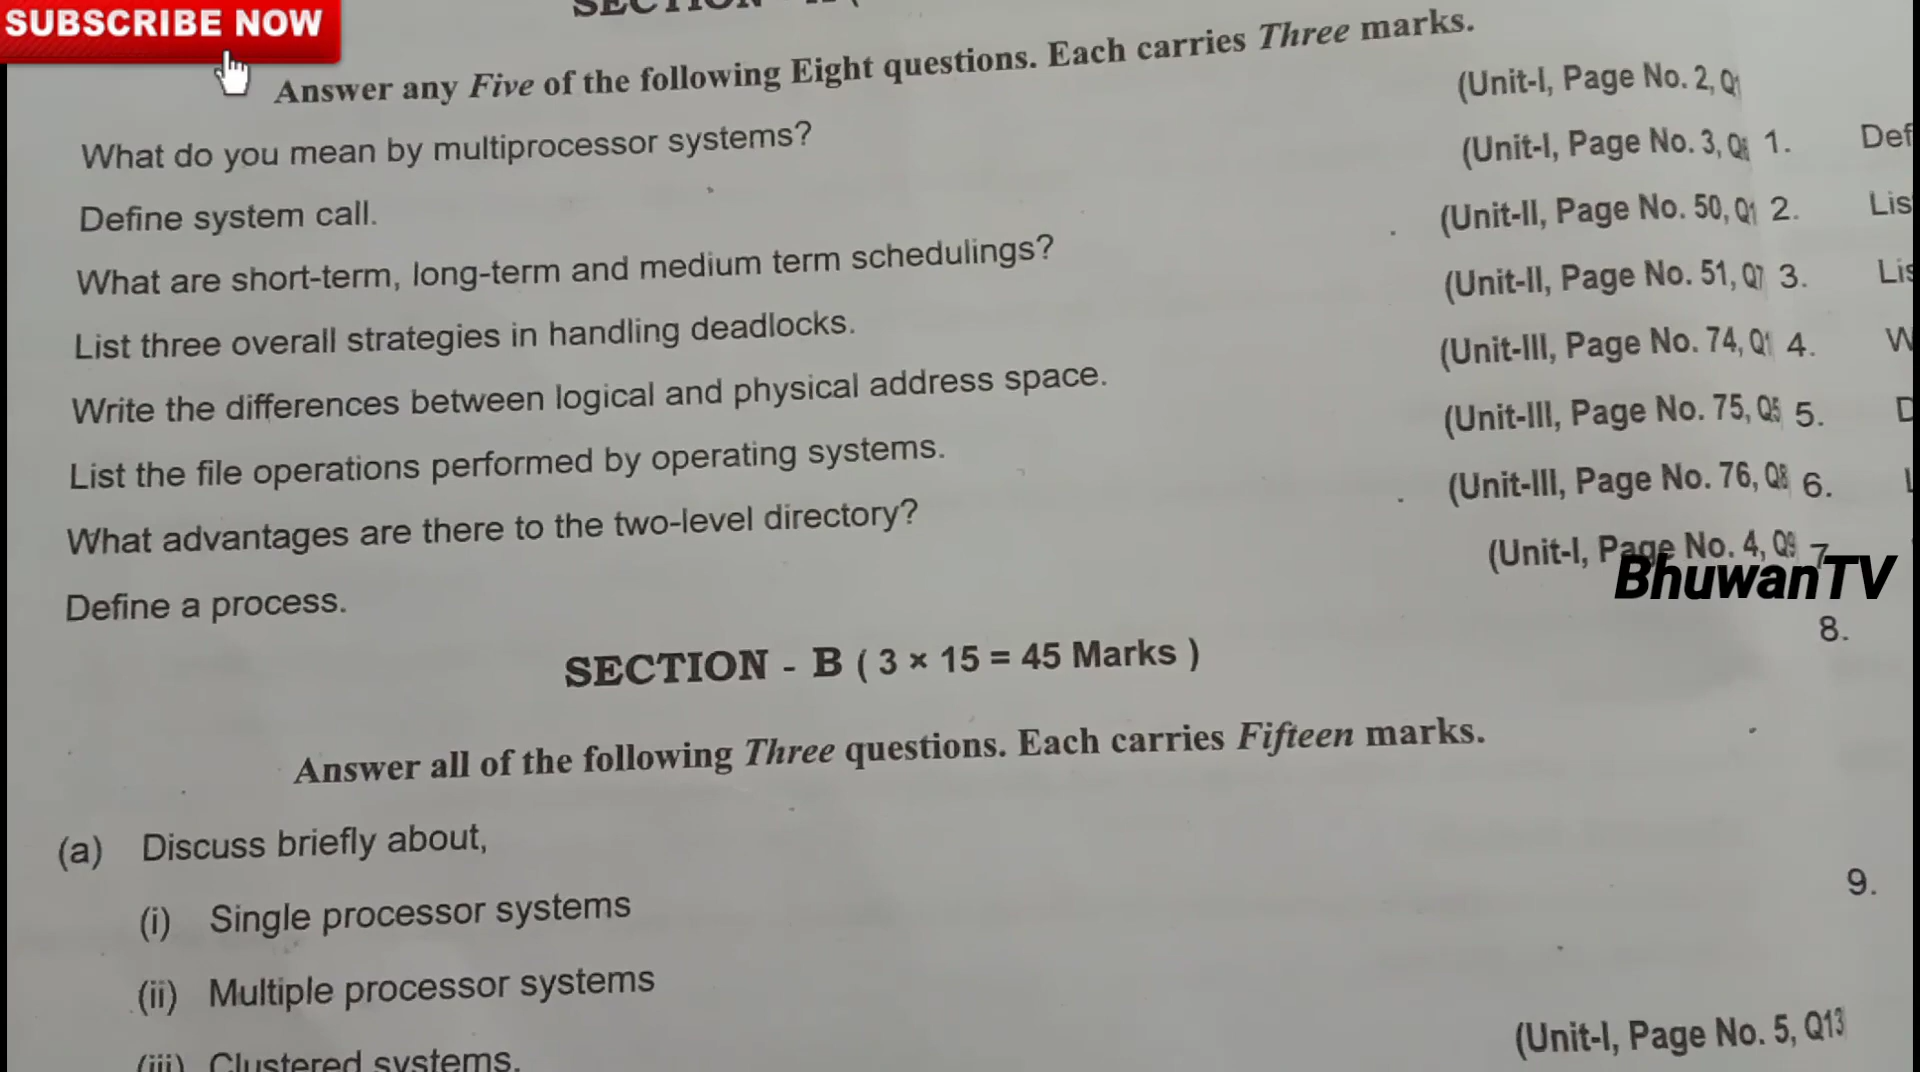 SUBSCRIBE NOW
SECTION
Answer any Five of the following Eight questions. Each carries Three marks.
What do you mean by multiprocessor systems? (Unit-I, Page No. 2,
Define system call. (Unit-I, Page No. 3,
What are short-term, long-term and medium term schedulings? (Unit-II, Page No. 50,
List three overall strategies in handling deadlocks. (Unit-II, Page No. 51,
Write the differences between logical and physical address space. (Unit-III, Page No. 74,
List the file operations performed by operating systems. (Unit-III, Page No. 75,
What advantages are there to the two-level directory? (Unit-III, Page No. 76,
Define a process. (Unit-I, Page No. 4,
BhuwanTV
SECTION - B ( 3 × 15 = 45 Marks )
Answer all of the following Three questions. Each carries Fifteen marks.
(a) Discuss briefly about,
(i) Single processor systems
(ii) Multiple processor systems
(iii) Clustered systems.
(Unit-I, Page No. 5, Q13
1.
2.
3.
4.
5.
6.
7.
8.
9.